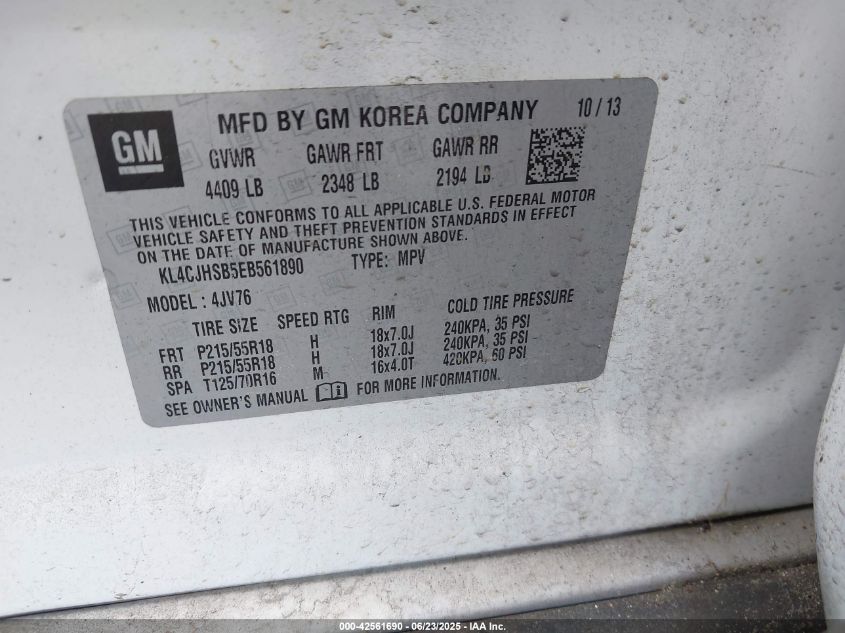 GM
MFD BY GM KOREA COMPANY 10 / 13
GVWR GAWR FRT GAWR RR
4409 LB 2348 LB 2194 LB
THIS VEHICLE CONFORMS TO ALL APPLICABLE U.S. FEDERAL MOTOR
VEHICLE SAFETY AND THEFT PREVENTION STANDARDS IN EFFECT
ON THE DATE OF MANUFACTURE SHOWN ABOVE.
KL4CJHSB5EB561890 TYPE: MPV
MODEL : 4JV76
TIRE SIZE SPEED RTG RIM COLD TIRE PRESSURE
FRT P215/55R18 H 18x7.0J 240KPA, 35 PSI
RR P215/55R18 H 18x7.0J 240KPA, 35 PSI
SPA T125/70R16 M 16x4.0T 420KPA, 60 PSI
SEE OWNER'S MANUAL FOR MORE INFORMATION.
000-42561690 - 06/23/2025 - IAA Inc.